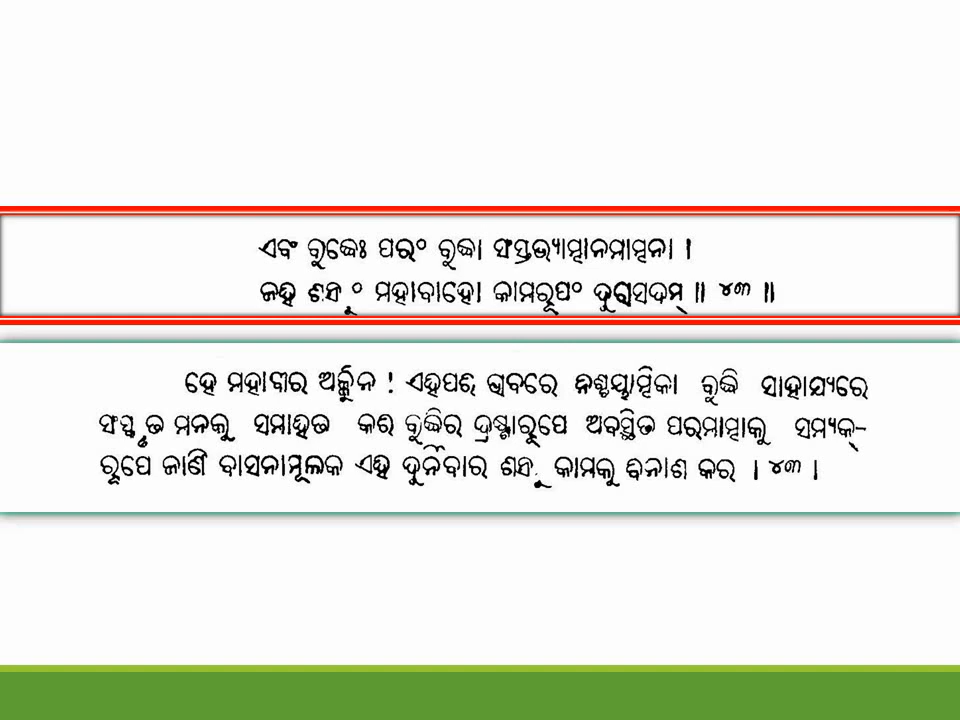 ଏବଂ ବୁଦ୍ଧେଃ ପରଂ ବୁଦ୍ଧ୍ଵା ସଂସ୍ତଭ୍ୟାତ୍ମାନମାତ୍ମନା ।
ଜହି ଶତ୍ରୁଂ ମହାବାହୋ କାମରୂପଂ ଦୁରାସଦମ୍ ॥ ୪୩ ॥
ହେ ମହାବୀର ଅର୍ଜୁନ ! ଏହିପରି ଭାବରେ ନିଶ୍ଚୟାତ୍ମିକା ବୁଦ୍ଧି ସାହାଯ୍ୟରେ
ସଂସ୍କୃତ ମନକୁ ସମାହିତ କରି ବୁଦ୍ଧିର ଦ୍ରଷ୍ଟାରୂପେ ଅବସ୍ଥିତ ପରମାତ୍ମାକୁ ସମ୍ୟକ୍-
ରୂପେ ଜାଣି ବାସନାମୂଳକ ଏହି ଦୁର୍ନିବାର ଶତ୍ରୁ କାମକୁ ବିନାଶ କର । ୪୩ ।